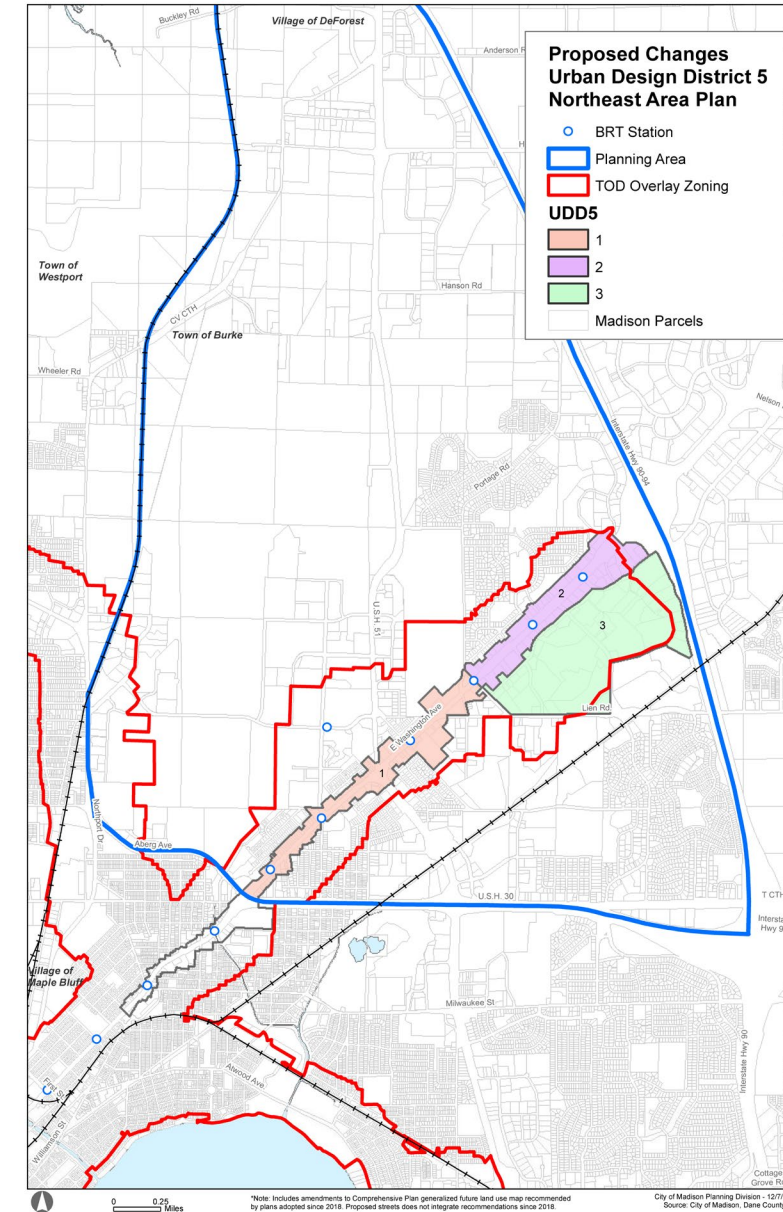 Buckley Rd
Village of DeForest
Anderson R
Proposed Changes
Urban Design District 5
Northeast Area Plan
BRT Station
Planning Area
TOD Overlay Zoning
UDD5
1
2
3
Madison Parcels
H
Town of
Westport
Hanson Rd
CV CTH
Town of Burke
Wheeler Rd
Nelson
Interstate Hwy 90-94
Portage Rd
U.S.H. 51
2
3
Lien Rd
E Washington Ave
1
Northport Dr
Aberg Ave
U.S.H. 30
T CTH
Intersta
Hwy 9
Village of
Maple Bluff
Milwaukee St
Interstate Hwy 90
Atwood Ave
First St
Williamson St
Cottage
Grove R
0
0.25
Miles
*Note: Includes amendments to Comprehensive Plan generalized future land use map recommended
by plans adopted since 2018. Proposed streets does not integrate recommendations since 2018.
City of Madison Planning Division - 12/7/
Source: City of Madison, Dane Count